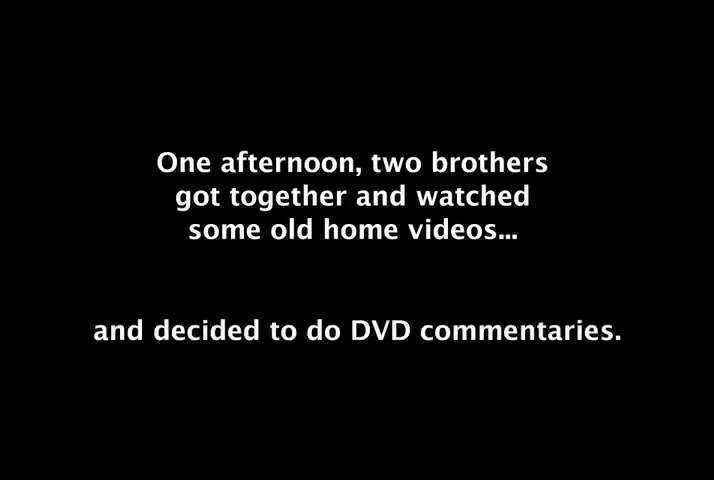 One afternoon, two brothers
got together and watched
some old home videos...
and decided to do DVD commentaries.